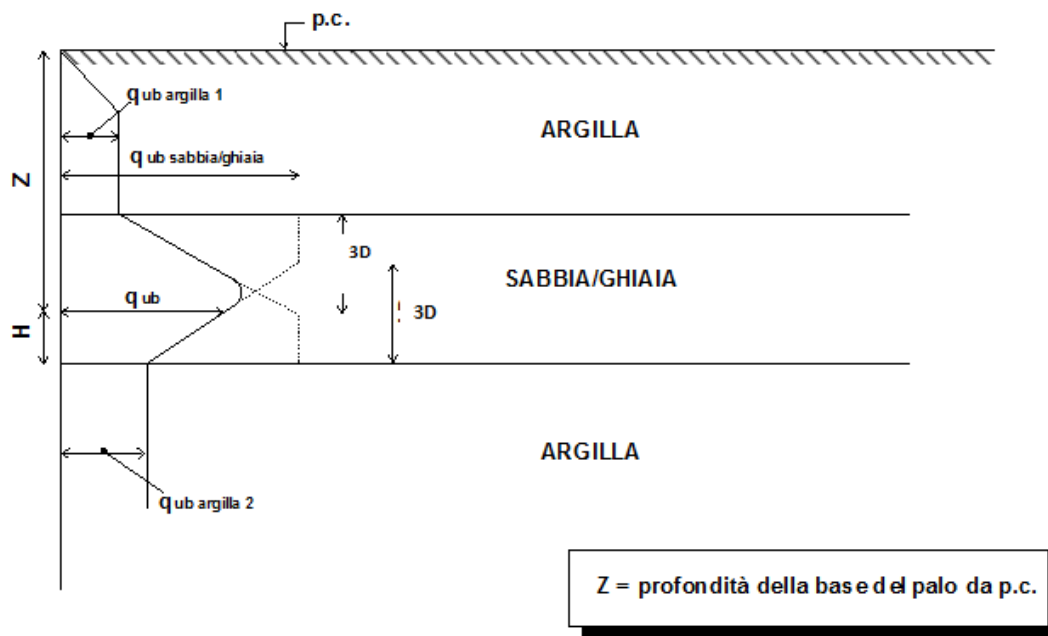 p.c.
q ub argilla 1
ARGILLA
q ub sabbia/ghiaia
Z
3D
SABBIA/GHIAIA
q ub
3D
H
ARGILLA
q ub argilla 2
Z = profondità della base del palo da p.c.